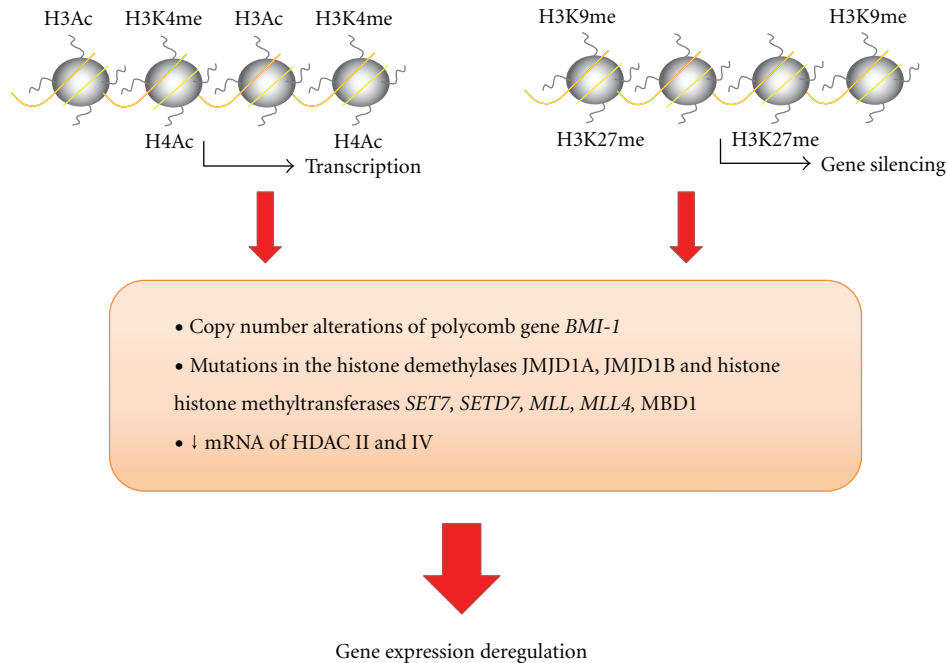 H3Ac H3K4me H3Ac H3K4me
H4Ac H4Ac
Transcription
H3K9me H3K9me
H3K27me H3K27me
Gene silencing
• Copy number alterations of polycomb gene BMI-1
• Mutations in the histone demethylases JMJD1A, JMJD1B and histone
histone methyltransferases SET7, SETD7, MLL, MLL4, MBD1
• ↓ mRNA of HDAC II and IV
Gene expression deregulation